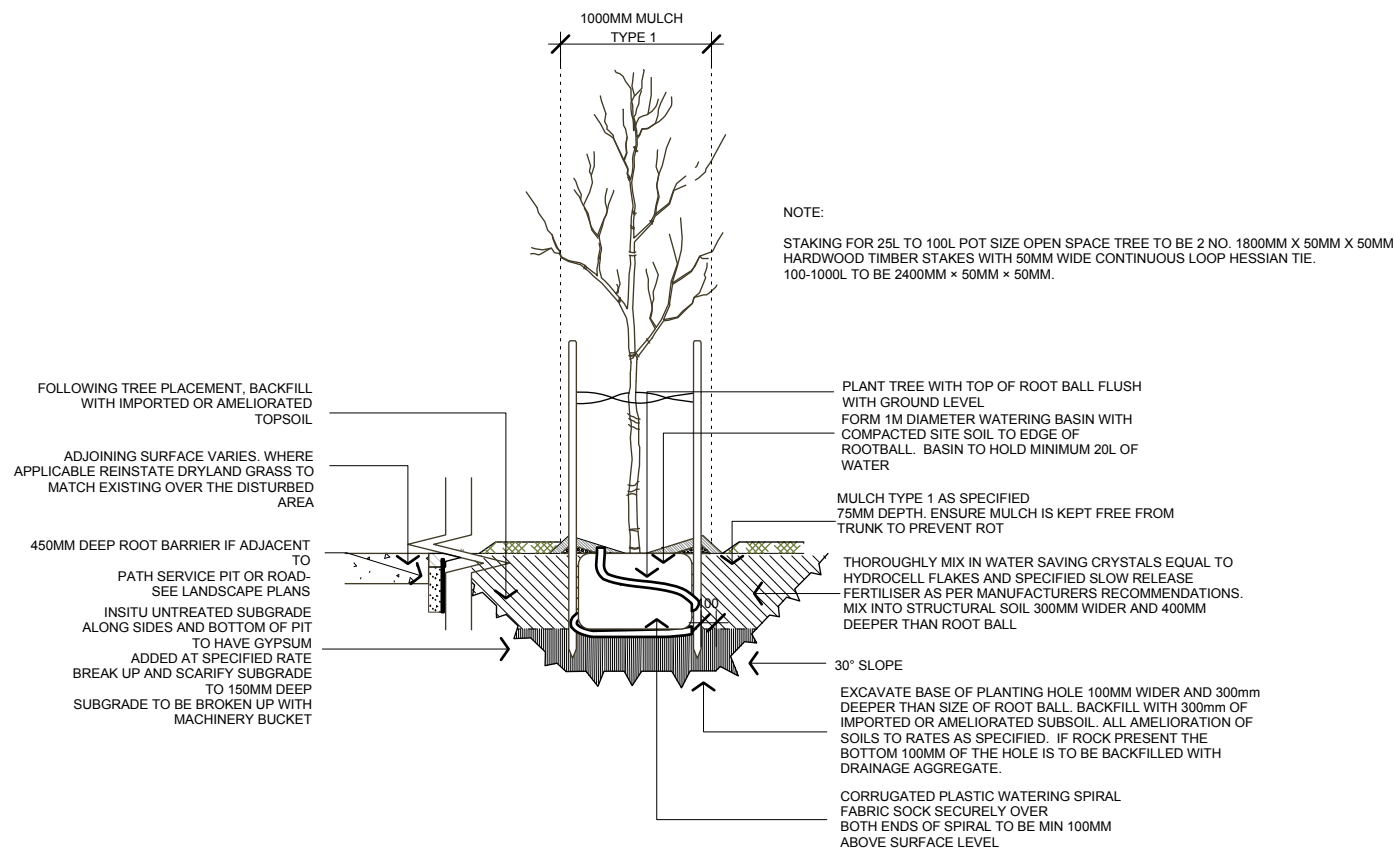 1000MM MULCH
TYPE 1
NOTE:
STAKING FOR 25L TO 100L POT SIZE OPEN SPACE TREE TO BE 2 NO. 1800MM X 50MM X 50MM
HARDWOOD TIMBER STAKES WITH 50MM WIDE CONTINUOUS LOOP HESSIAN TIE.
100-1000L TO BE 2400MM × 50MM × 50MM.
FOLLOWING TREE PLACEMENT, BACKFILL
WITH IMPORTED OR AMELIORATED
TOPSOIL
ADJOINING SURFACE VARIES. WHERE
APPLICABLE REINSTATE DRYLAND GRASS TO
MATCH EXISTING OVER THE DISTURBED
AREA
450MM DEEP ROOT BARRIER IF ADJACENT
TO
PATH SERVICE PIT OR ROAD-
SEE LANDSCAPE PLANS
INSITU UNTREATED SUBGRADE
ALONG SIDES AND BOTTOM OF PIT
TO HAVE GYPSUM
ADDED AT SPECIFIED RATE
BREAK UP AND SCARIFY SUBGRADE
TO 150MM DEEP
SUBGRADE TO BE BROKEN UP WITH
MACHINERY BUCKET
PLANT TREE WITH TOP OF ROOT BALL FLUSH
WITH GROUND LEVEL
FORM 1M DIAMETER WATERING BASIN WITH
COMPACTED SITE SOIL TO EDGE OF
ROOTBALL. BASIN TO HOLD MINIMUM 20L OF
WATER
MULCH TYPE 1 AS SPECIFIED
75MM DEPTH. ENSURE MULCH IS KEPT FREE FROM
TRUNK TO PREVENT ROT
THOROUGHLY MIX IN WATER SAVING CRYSTALS EQUAL TO
HYDROCELL FLAKES AND SPECIFIED SLOW RELEASE
FERTILISER AS PER MANUFACTURERS RECOMMENDATIONS.
MIX INTO STRUCTURAL SOIL 300MM WIDER AND 400MM
DEEPER THAN ROOT BALL
30° SLOPE
EXCAVATE BASE OF PLANTING HOLE 100MM WIDER AND 300mm
DEEPER THAN SIZE OF ROOT BALL. BACKFILL WITH 300mm OF
IMPORTED OR AMELIORATED SUBSOIL. ALL AMELIORATION OF
SOILS TO RATES AS SPECIFIED. IF ROCK PRESENT THE
BOTTOM 100MM OF THE HOLE IS TO BE BACKFILLED WITH
DRAINAGE AGGREGATE.
CORRUGATED PLASTIC WATERING SPIRAL
FABRIC SOCK SECURELY OVER
BOTH ENDS OF SPIRAL TO BE MIN 100MM
ABOVE SURFACE LEVEL